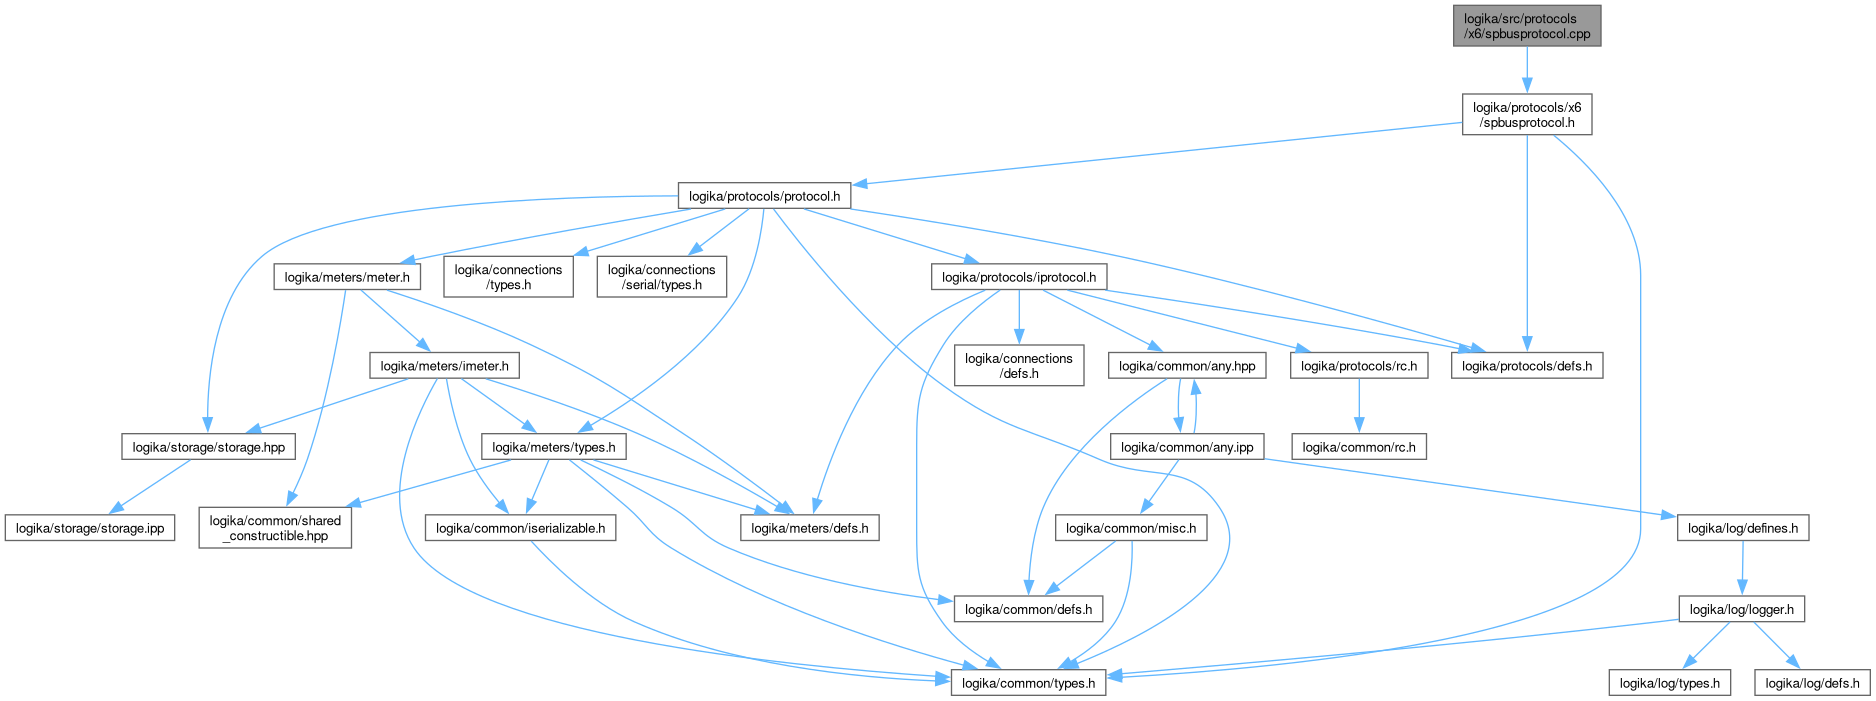 logika/src/protocols
/x6/spbusprotocol.cpp
logika/protocols/x6
/spbusprotocol.h
logika/protocols/protocol.h
logika/meters/meter.h
logika/connections
/types.h
logika/connections
/serial/types.h
logika/protocols/iprotocol.h
logika/meters/imeter.h
logika/connections
/defs.h
logika/common/any.hpp
logika/protocols/rc.h
logika/protocols/defs.h
logika/storage/storage.hpp
logika/meters/types.h
logika/common/any.ipp
logika/common/rc.h
logika/storage/storage.ipp
logika/common/shared
_constructible.hpp
logika/common/iserializable.h
logika/meters/defs.h
logika/common/misc.h
logika/log/defines.h
logika/common/defs.h
logika/log/logger.h
logika/common/types.h
logika/log/types.h
logika/log/defs.h